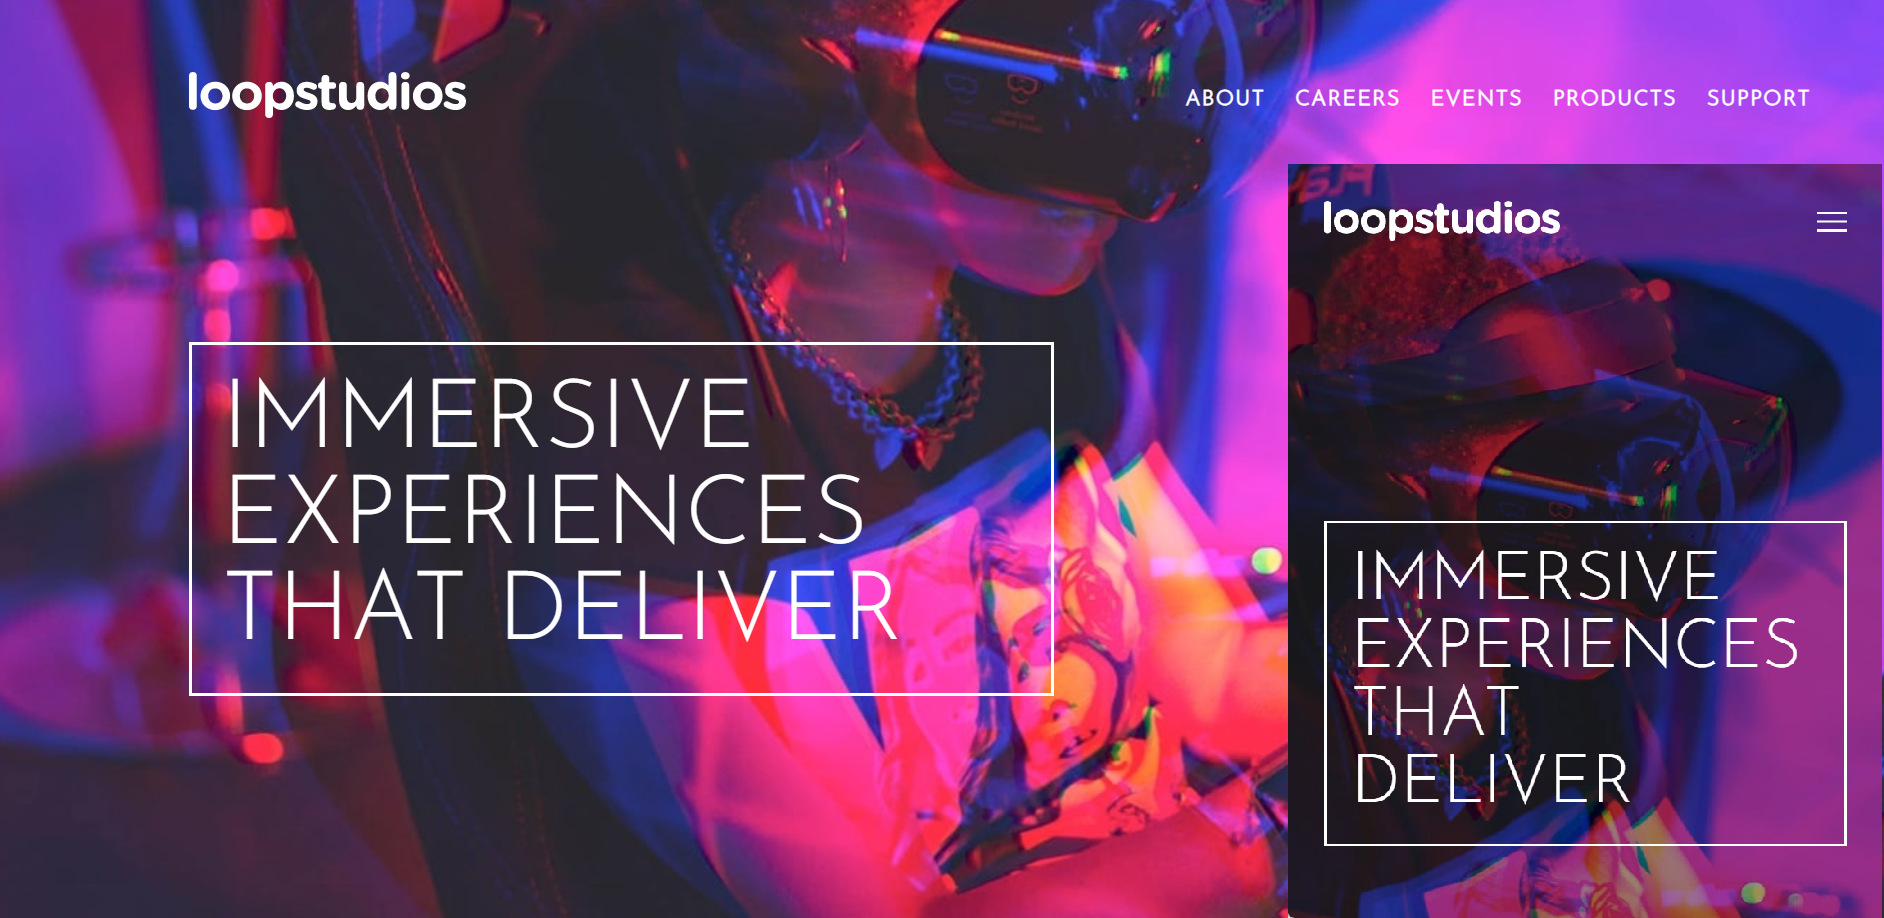 loopstudios
ABOUT CAREERS EVENTS PRODUCTS SUPPORT
IMMERSIVE
EXPERIENCES
THAT DELIVER
loopstudios
IMMERSIVE
EXPERIENCES
THAT
DELIVER